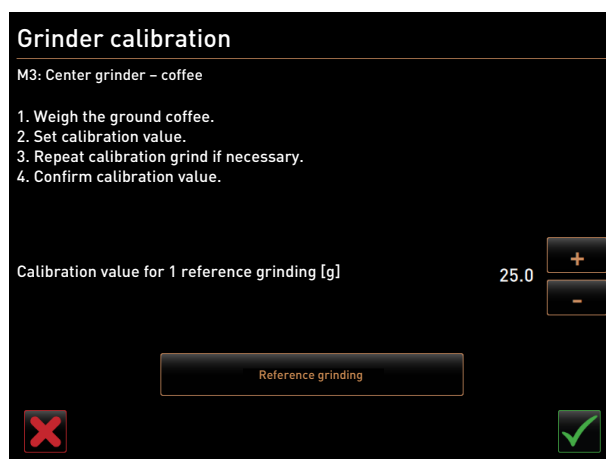 Grinder calibration
M3: Center grinder – coffee
1. Weigh the ground coffee.
2. Set calibration value.
3. Repeat calibration grind if necessary.
4. Confirm calibration value.
+
Calibration value for 1 reference grinding [g] 25.0
-
Reference grinding